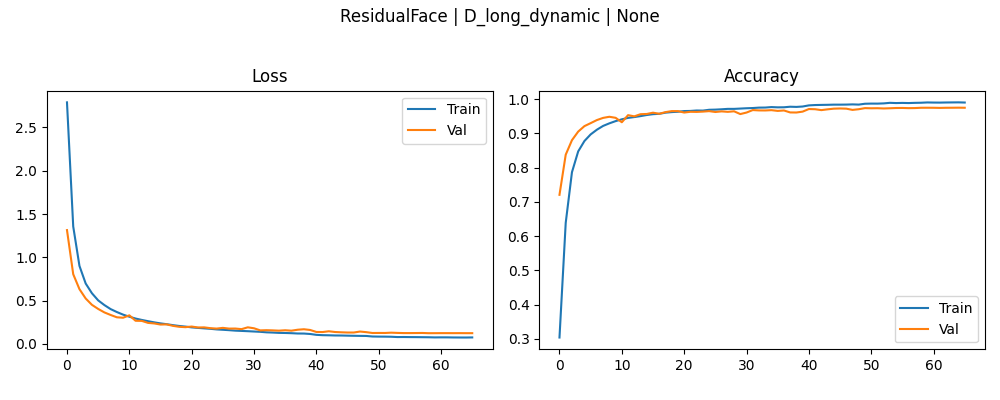 ResidualFace | D_long_dynamic | None
Loss
Train
Val
2.5
2.0
1.5
1.0
0.5
0.0
0 10 20 30 40 50 60
Accuracy
1.0
0.9
0.8
0.7
0.6
0.5
0.4
0.3
Train
Val
0 10 20 30 40 50 60